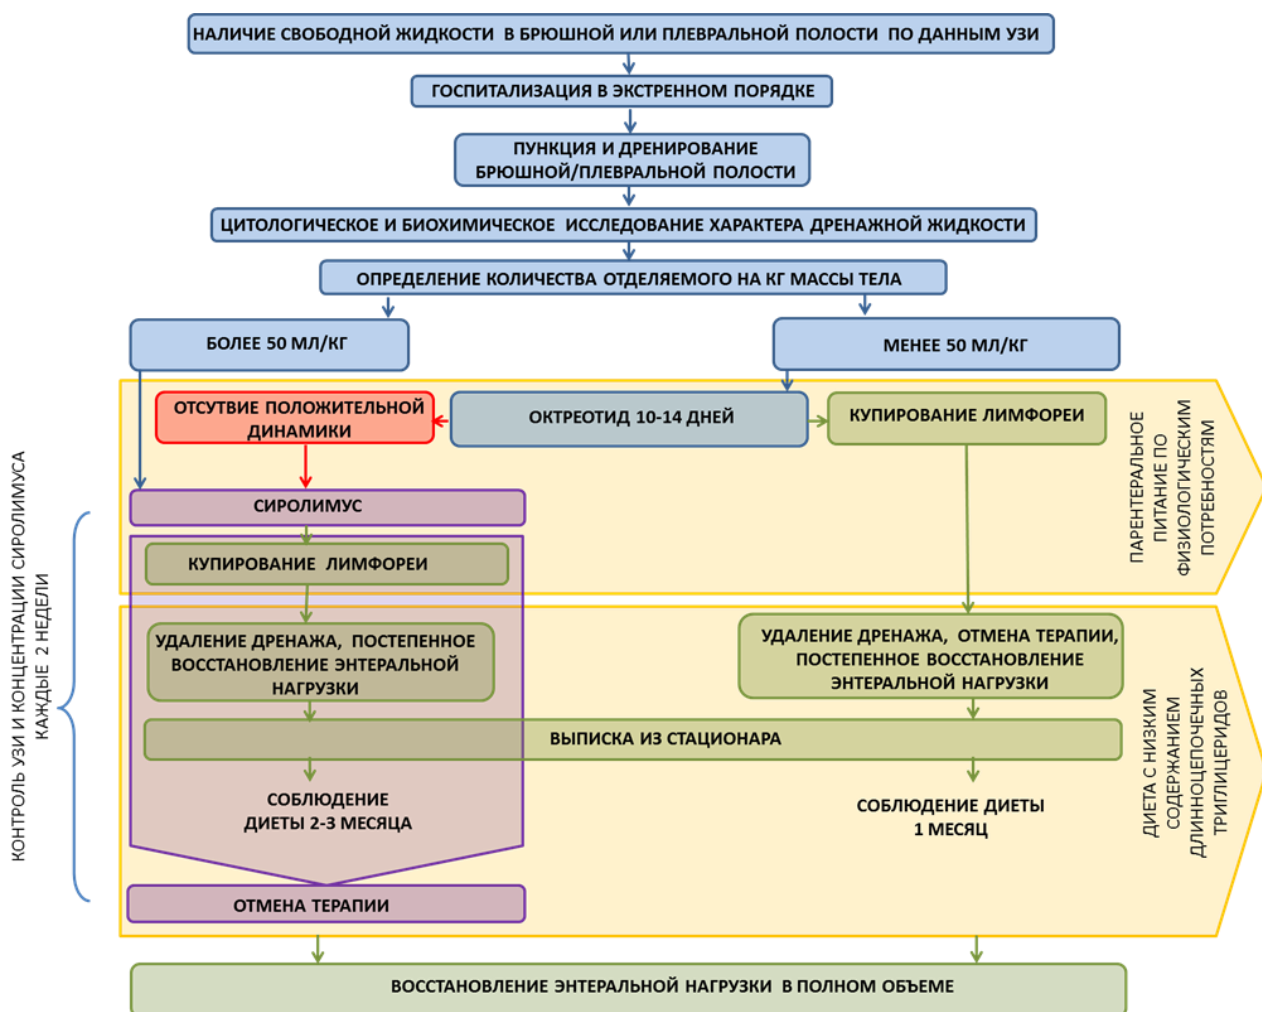 НАЛИЧИЕ СВОБОДНОЙ ЖИДКОСТИ В БРЮШНОЙ ИЛИ ПЛЕВРАЛЬНОЙ ПОЛОСТИ ПО ДАННЫМ УЗИ
ГОСПИТАЛИЗАЦИЯ В ЭКСТРЕННОМ ПОРЯДКЕ
ПУНКЦИЯ И ДРЕНИРОВАНИЕ
БРЮШНОЙ/ПЛЕВРАЛЬНОЙ ПОЛОСТИ
ЦИТОЛОГИЧЕСКОЕ И БИОХИМИЧЕСКОЕ ИССЛЕДОВАНИЕ ХАРАКТЕРА ДРЕНАЖНОЙ ЖИДКОСТИ
ОПРЕДЕЛЕНИЕ КОЛИЧЕСТВА ОТДЕЛЯЕМОГО НА КГ МАССЫ ТЕЛА
БОЛЕЕ 50 МЛ/КГ
МЕНЕЕ 50 МЛ/КГ
ОТСУТВИЕ ПОЛОЖИТЕЛЬНОЙ
ДИНАМИКИ
ОКТРЕОТИД 10-14 ДНЕЙ
КУПИРОВАНИЕ ЛИМФОРЕИ
СИРОЛИМУС
КУПИРОВАНИЕ ЛИМФОРЕИ
УДАЛЕНИЕ ДРЕНАЖА, ПОСТЕПЕННОЕ
ВОССТАНОВЛЕНИЕ ЭНТЕРАЛЬНОЙ
НАГРУЗКИ
УДАЛЕНИЕ ДРЕНАЖА, ОТМЕНА ТЕРАПИИ,
ПОСТЕПЕННОЕ ВОССТАНОВЛЕНИЕ
ЭНТЕРАЛЬНОЙ НАГРУЗКИ
ВЫПИСКА ИЗ СТАЦИОНАРА
СОБЛЮДЕНИЕ
ДИЕТЫ 2-3 МЕСЯЦА
СОБЛЮДЕНИЕ ДИЕТЫ
1 МЕСЯЦ
ОТМЕНА ТЕРАПИИ
ВОССТАНОВЛЕНИЕ ЭНТЕРАЛЬНОЙ НАГРУЗКИ В ПОЛНОМ ОБЪЕМЕ
КОНТРОЛЬ УЗИ И КОНЦЕНТРАЦИИ СИРОЛИМУСА
КАЖДЫЕ 2 НЕДЕЛИ
ПАРЕНТЕРАЛЬНОЕ
ПИТАНИЕ ПО
ФИЗИОЛОГИЧЕСКИМ
ПОТРЕБНОСТЯМ
ДИЕТА С НИЗКИМ
СОДЕРЖАНИЕМ
ДЛИННОЦЕПОЧЕЧНЫХ
ТРИГЛИЦЕРИДОВ